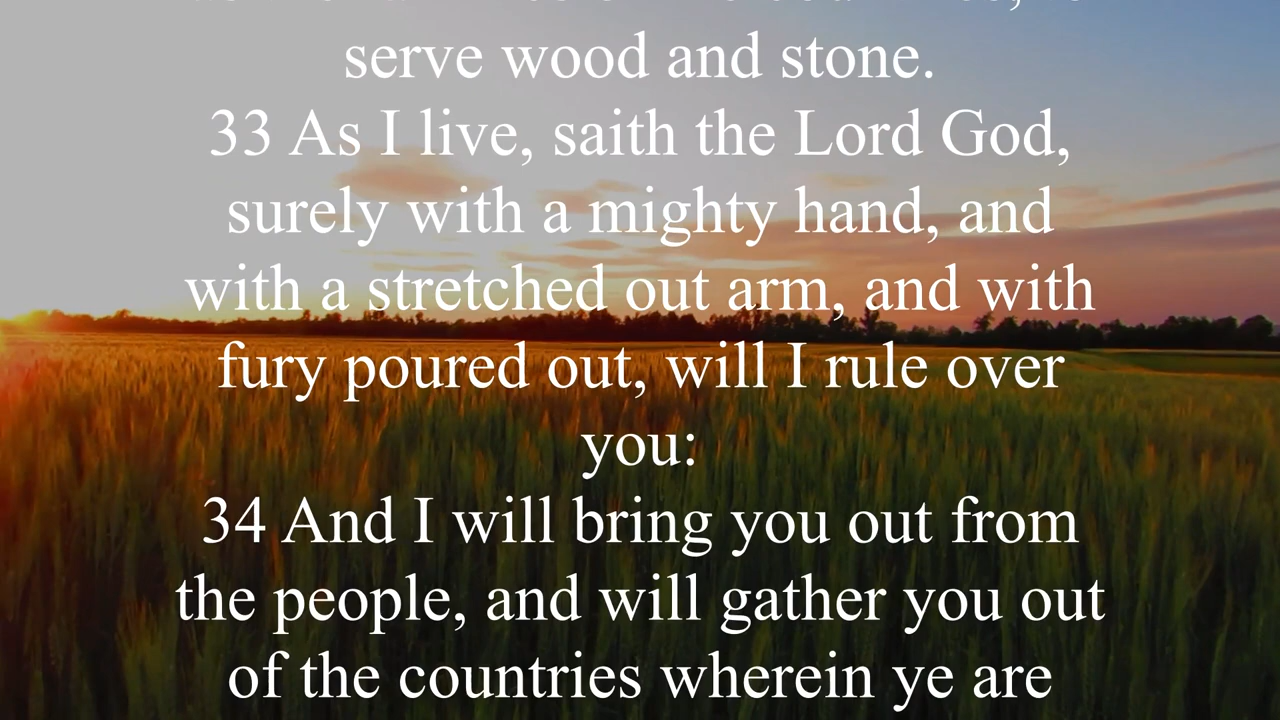 serve wood and stone.
33 As I live, saith the Lord God,
surely with a mighty hand, and
with a stretched out arm, and with
fury poured out, will I rule over
you:
34 And I will bring you out from
the people, and will gather you out
of the countries wherein ye are